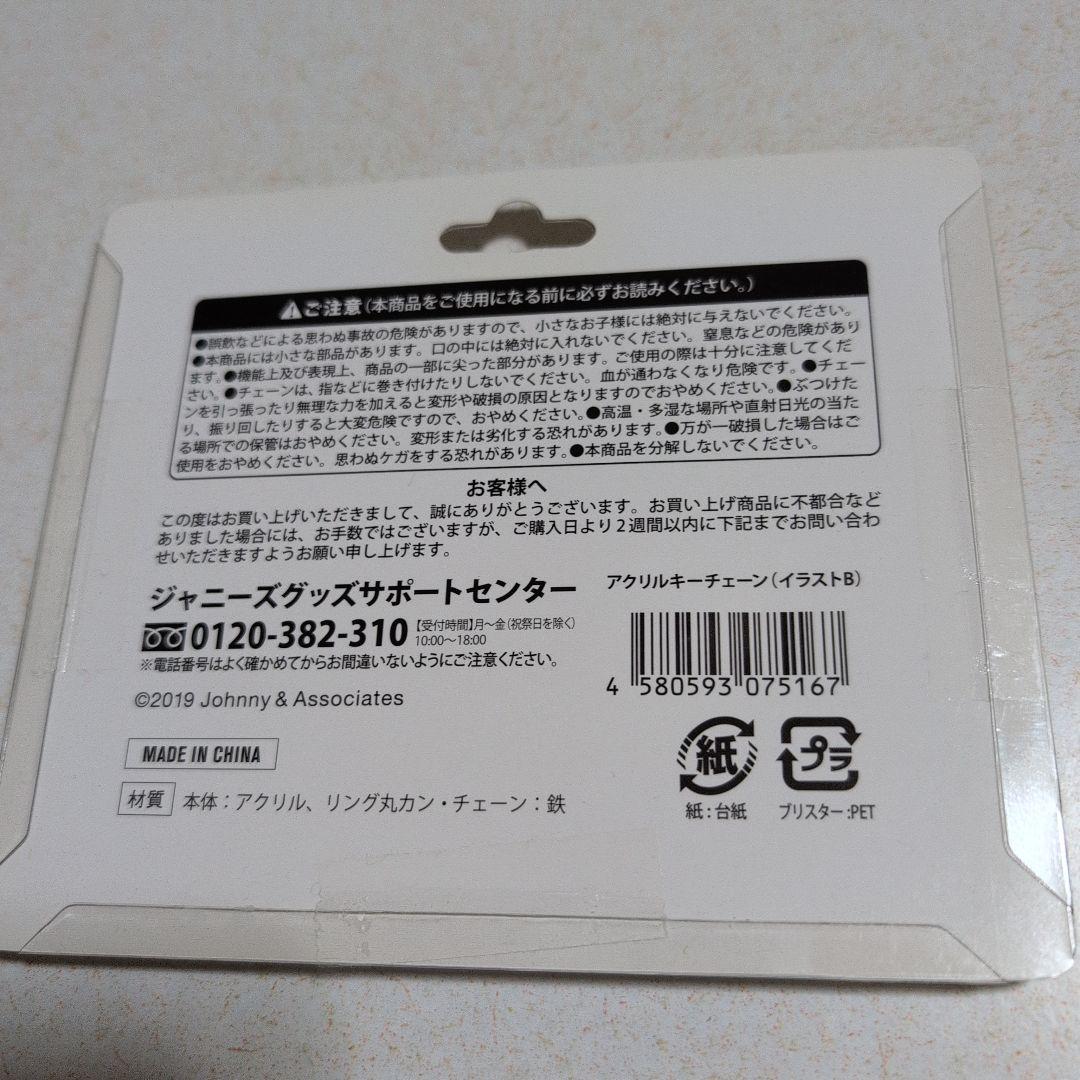 ⚠ご注意(本商品をご使用になる前に必ずお読みください。)
●誤飲などによる思わぬ事故の危険がありますので、小さなお子様には絶対に与えないでください。
●本商品には小さな部品があります。口の中には絶対に入れないでください。窒息などの危険があり
ます。●機能上及び表現上、商品の一部に尖った部分があります。ご使用の際は十分に注意してくだ
さい。●チェーンは、指などに巻き付けたりしないでください。血が通わなくなり危険です。●チェー
ンを引っ張ったり無理な力を加えると変形や破損の原因となりますのでおやめください。●ぶつけた
り、振り回したりすると大変危険ですので、おやめください。●高温・多湿な場所や直射日光の当た
る場所での保管はおやめください。変形または劣化する恐れがあります。●万が一破損した場合はご
使用をおやめください。思わぬケガをする恐れがあります。●本商品を分解しないでください。
お客様へ
この度はお買い上げいただきまして、誠にありがとうございます。お買い上げ商品に不都合など
ありました場合には、お手数ではございますが、ご購入日より2週間以内に下記までお問い合わ
せいただきますようお願い申し上げます。
ジャニーズグッズサポートセンター
0120-382-310【受付時間】月〜金(祝祭日を除く)
10:00〜18:00
※電話番号はよく確かめてからお間違いないようにご注意ください。
©2019 Johnny & Associates
MADE IN CHINA
材質 本体：アクリル、リング丸カン・チェーン：鉄
アクリルキーチェーン(イラストB)
4 580593 075167
紙
紙：台紙
プラ
ブリスター:PET